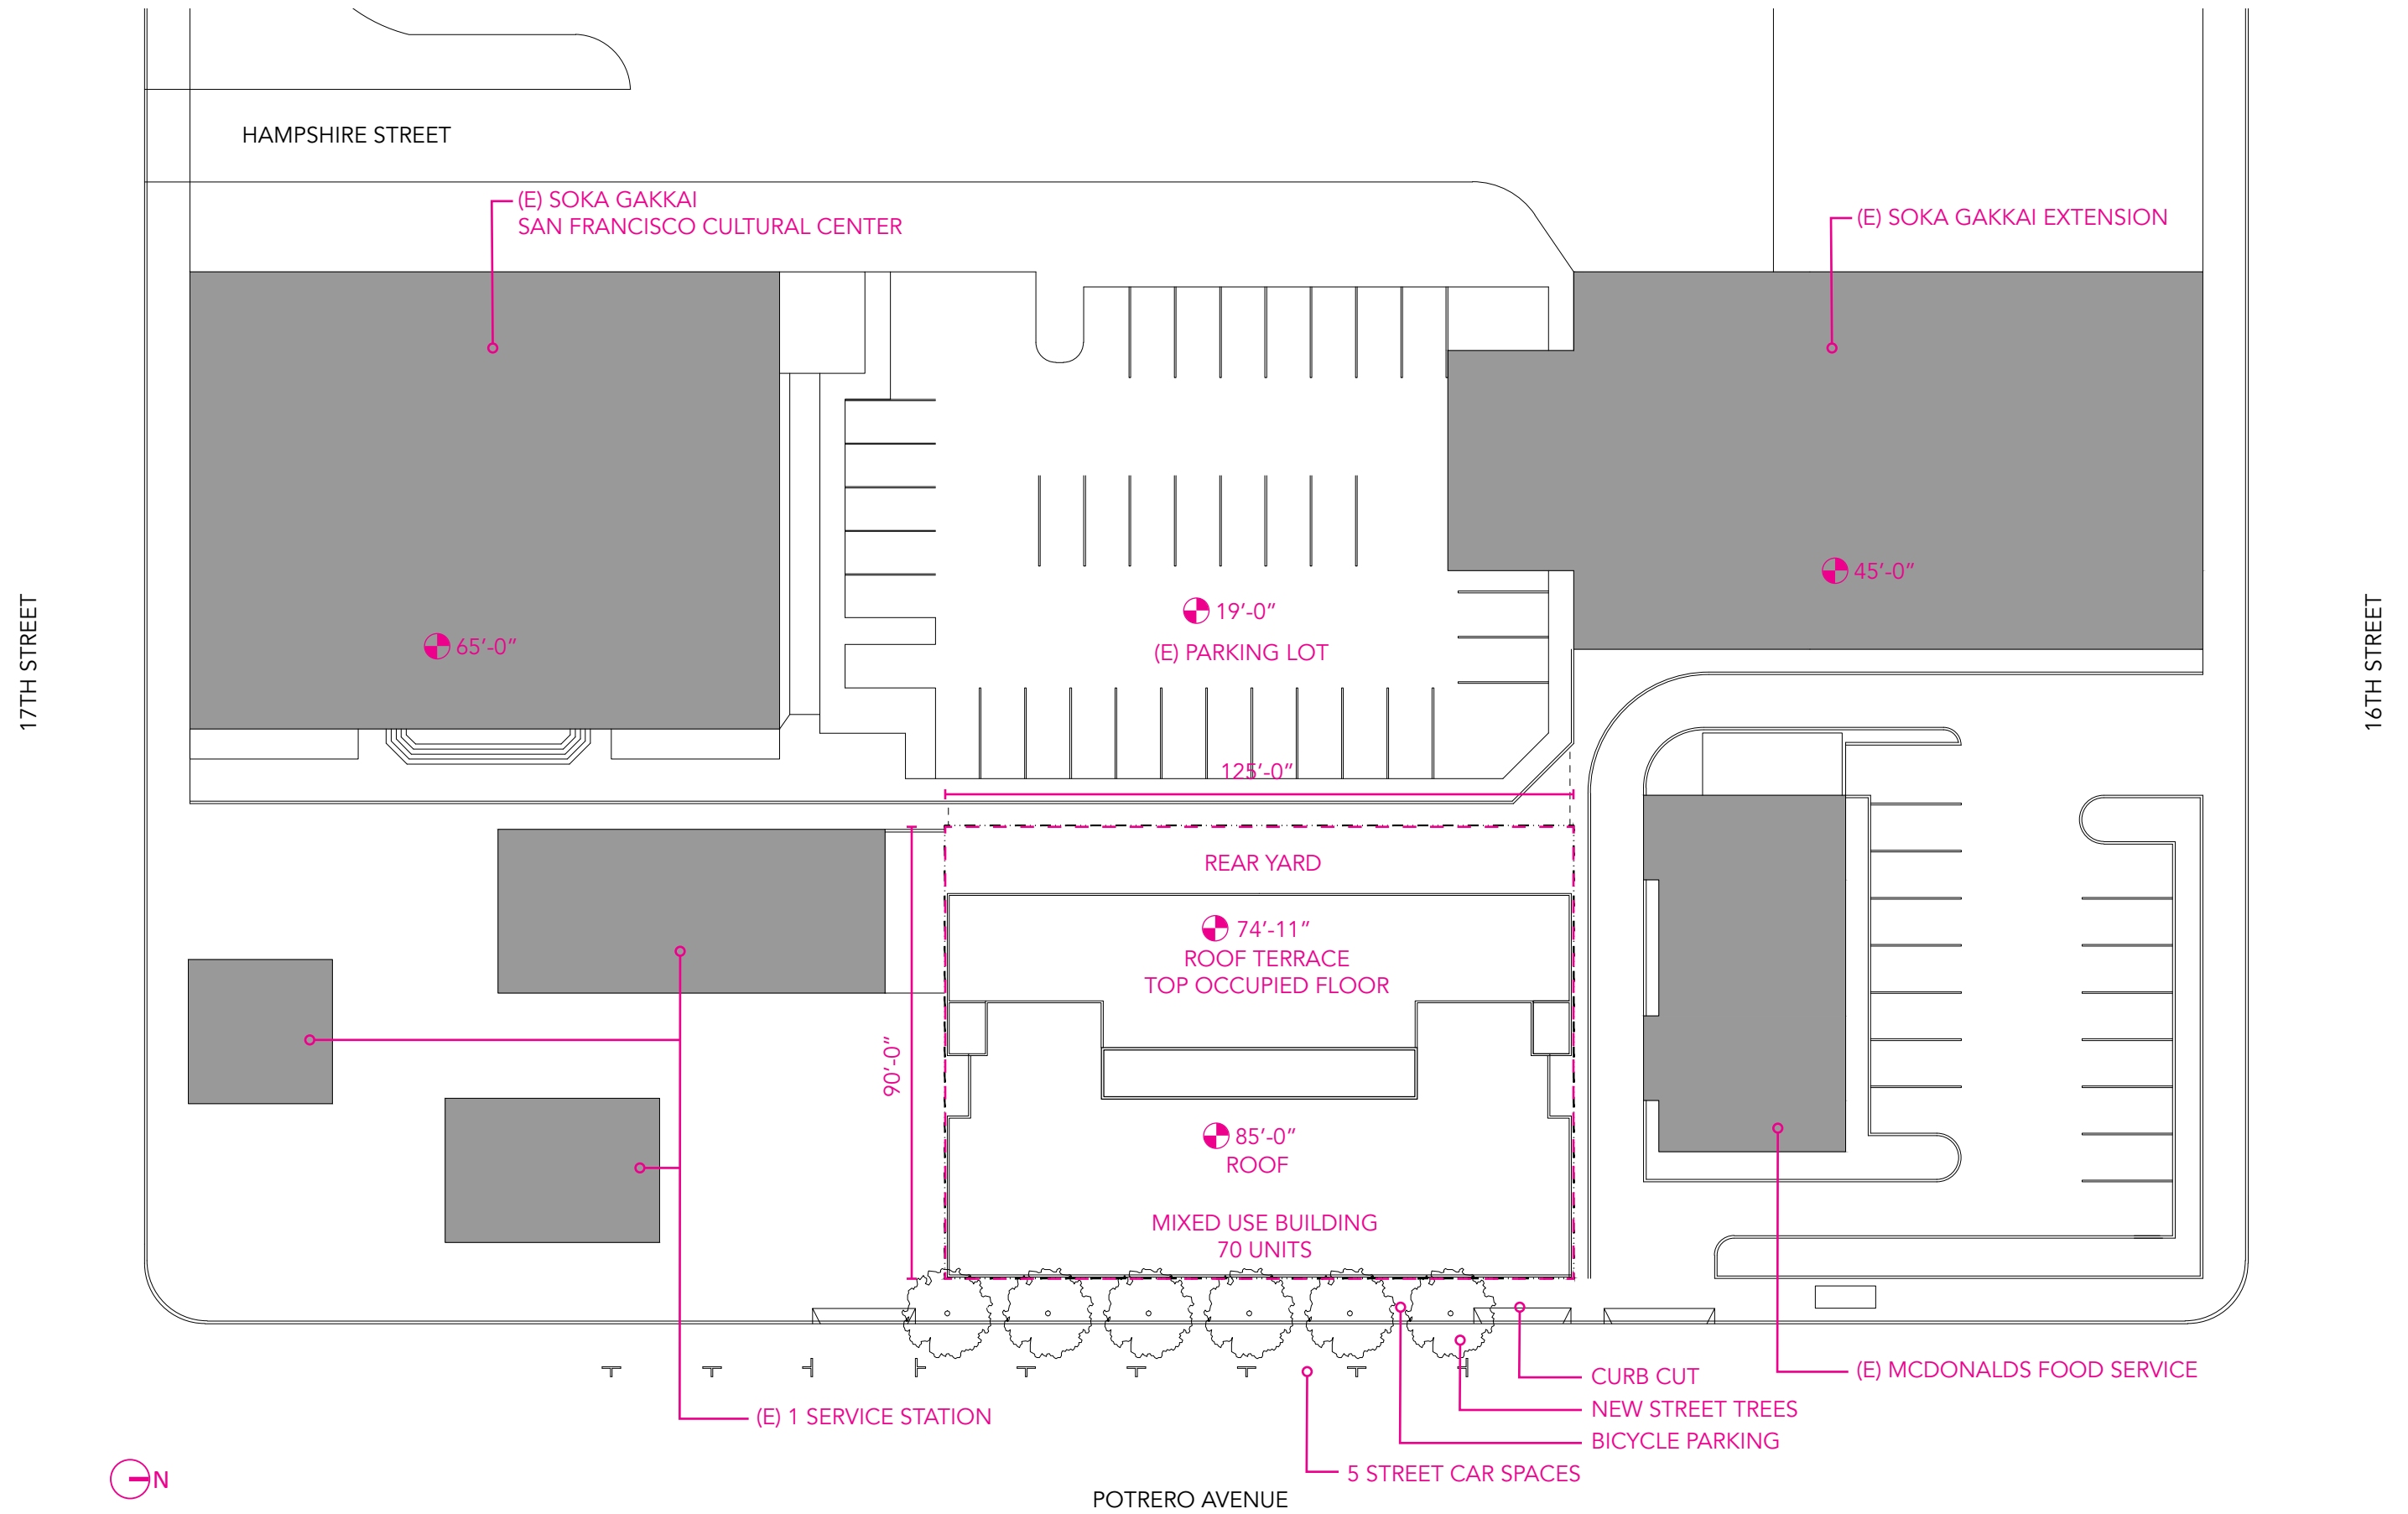 HAMPSHIRE STREET
(E) SOKA GAKKAI
SAN FRANCISCO CULTURAL CENTER
(E) SOKA GAKKAI EXTENSION
17TH STREET
16TH STREET
65’-0”
19’-0”
(E) PARKING LOT
45’-0”
125’-0”
REAR YARD
74’-11”
ROOF TERRACE
TOP OCCUPIED FLOOR
90’-0”
85’-0”
ROOF
MIXED USE BUILDING
70 UNITS
CURB CUT
(E) MCDONALDS FOOD SERVICE
NEW STREET TREES
(E) 1 SERVICE STATION
BICYCLE PARKING
5 STREET CAR SPACES
N
POTRERO AVENUE